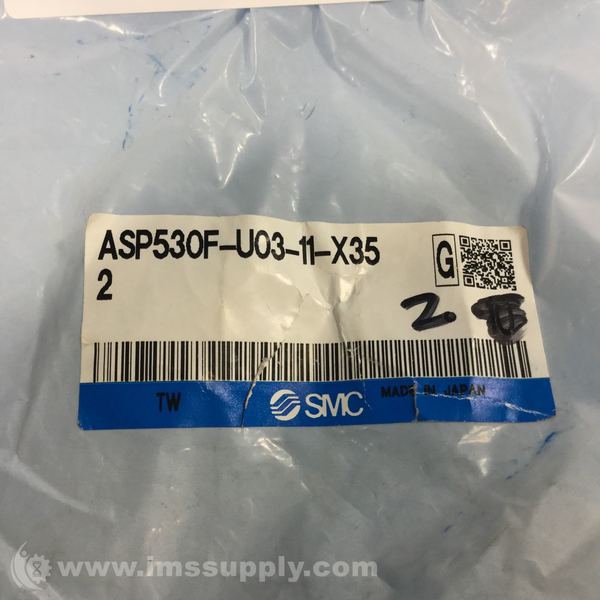 ASP530F-U03-11-X35
2
G
2.
TW
SMC
MADE IN JAPAN
www.imssupply.com